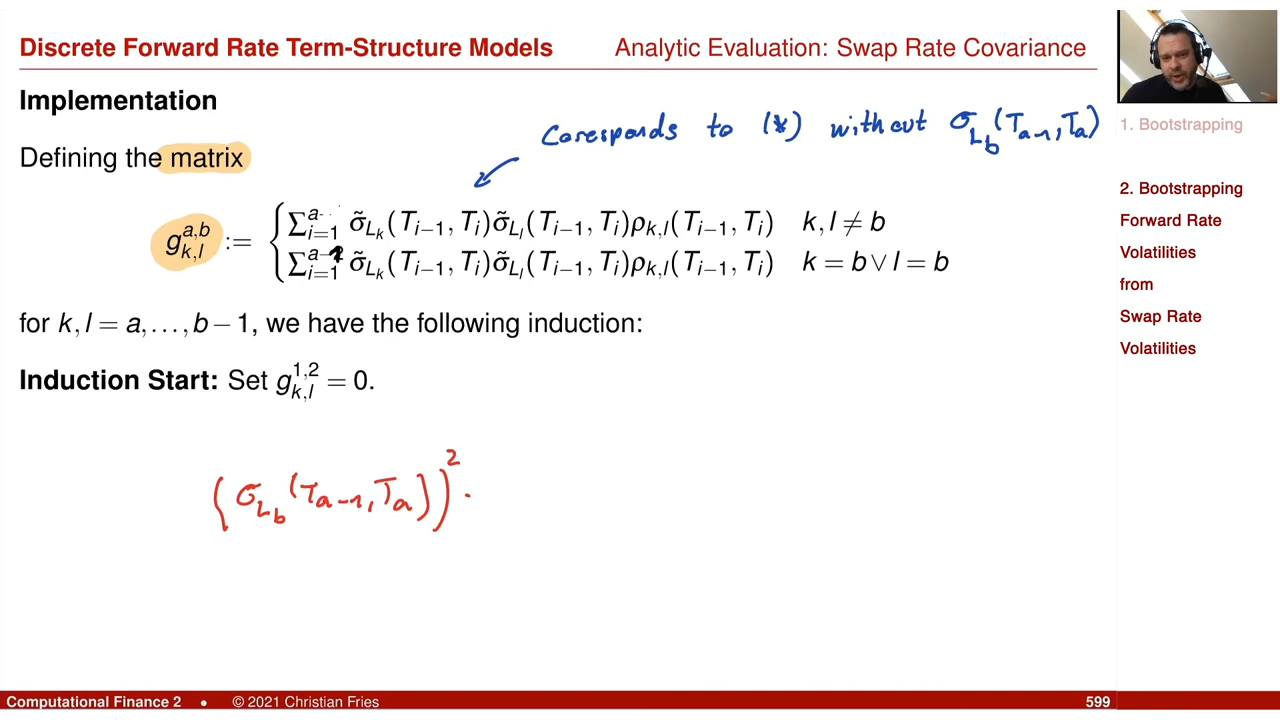 Discrete Forward Rate Term-Structure Models
Analytic Evaluation: Swap Rate Covariance
Implementation
Coresponds to (*) without σ_{L_b}(T_{a-1}, T_a)
Defining the matrix
g_{k,l}^{a,b} := { ∑_{i=1}^{a-} σ̃_{L_k}(T_{i−1}, T_i)σ̃_{L_l}(T_{i−1}, T_i)ρ_{k,l}(T_{i−1}, T_i) k, l ≠ b
∑_{i=1}^{a−1} σ̃_{L_k}(T_{i−1}, T_i)σ̃_{L_l}(T_{i−1}, T_i)ρ_{k,l}(T_{i−1}, T_i) k = b ∨ l = b
for k, l = a, …, b − 1, we have the following induction:
Induction Start: Set g_{k,l}^{1,2} = 0.
(σ_{L_b}(T_{a-1}, T_a))^2 ·
1. Bootstrapping
2. Bootstrapping
Forward Rate
Volatilities
from
Swap Rate
Volatilities
Computational Finance 2 • © 2021 Christian Fries
599